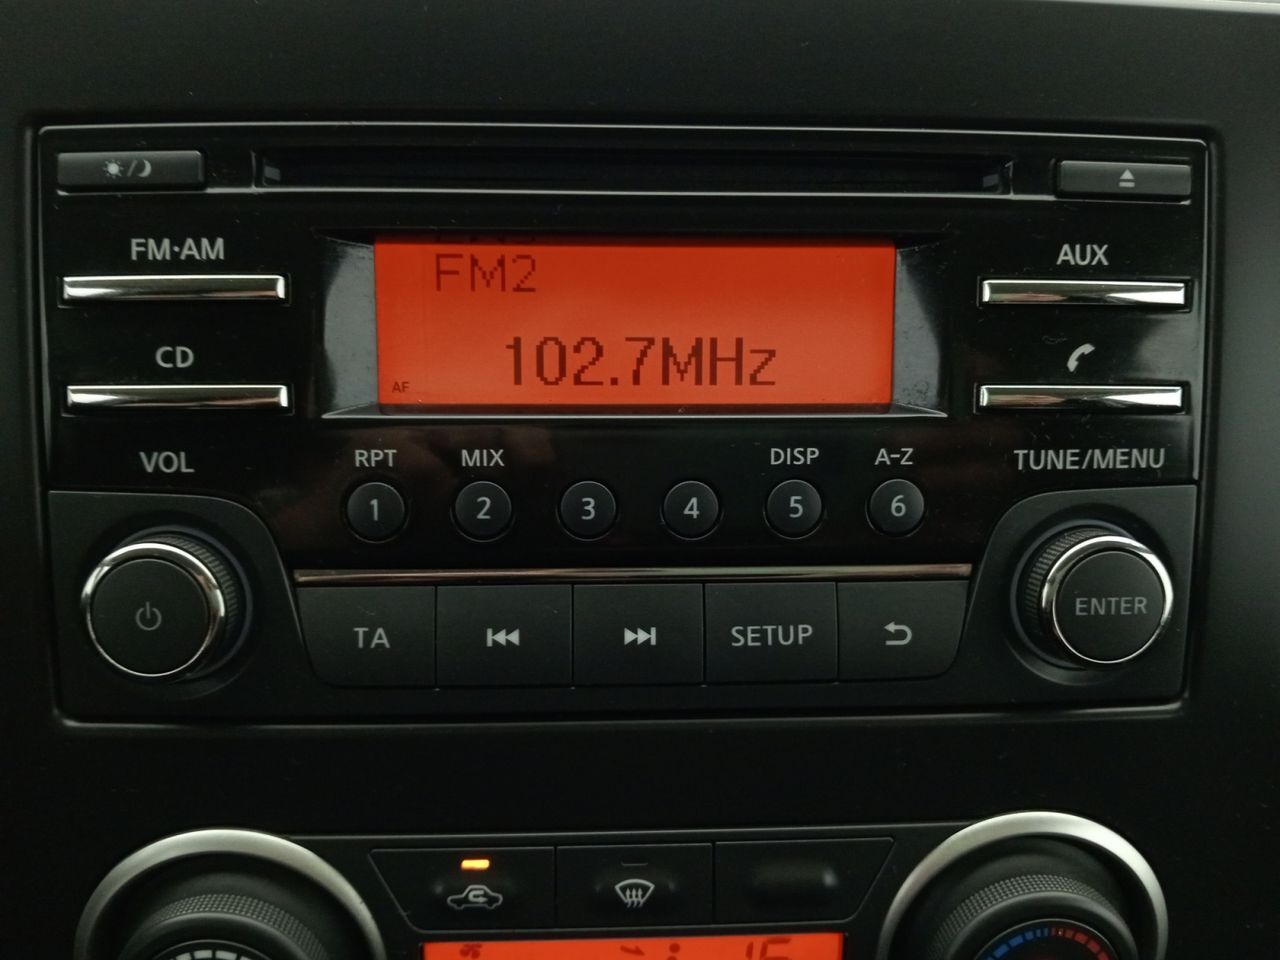 FM·AM
AUX
FM2
102.7MHz
AF
CD
VOL
RPT
MIX
DISP
A-Z
TUNE/MENU
1
2
3
4
5
6
TA
SETUP
ENTER